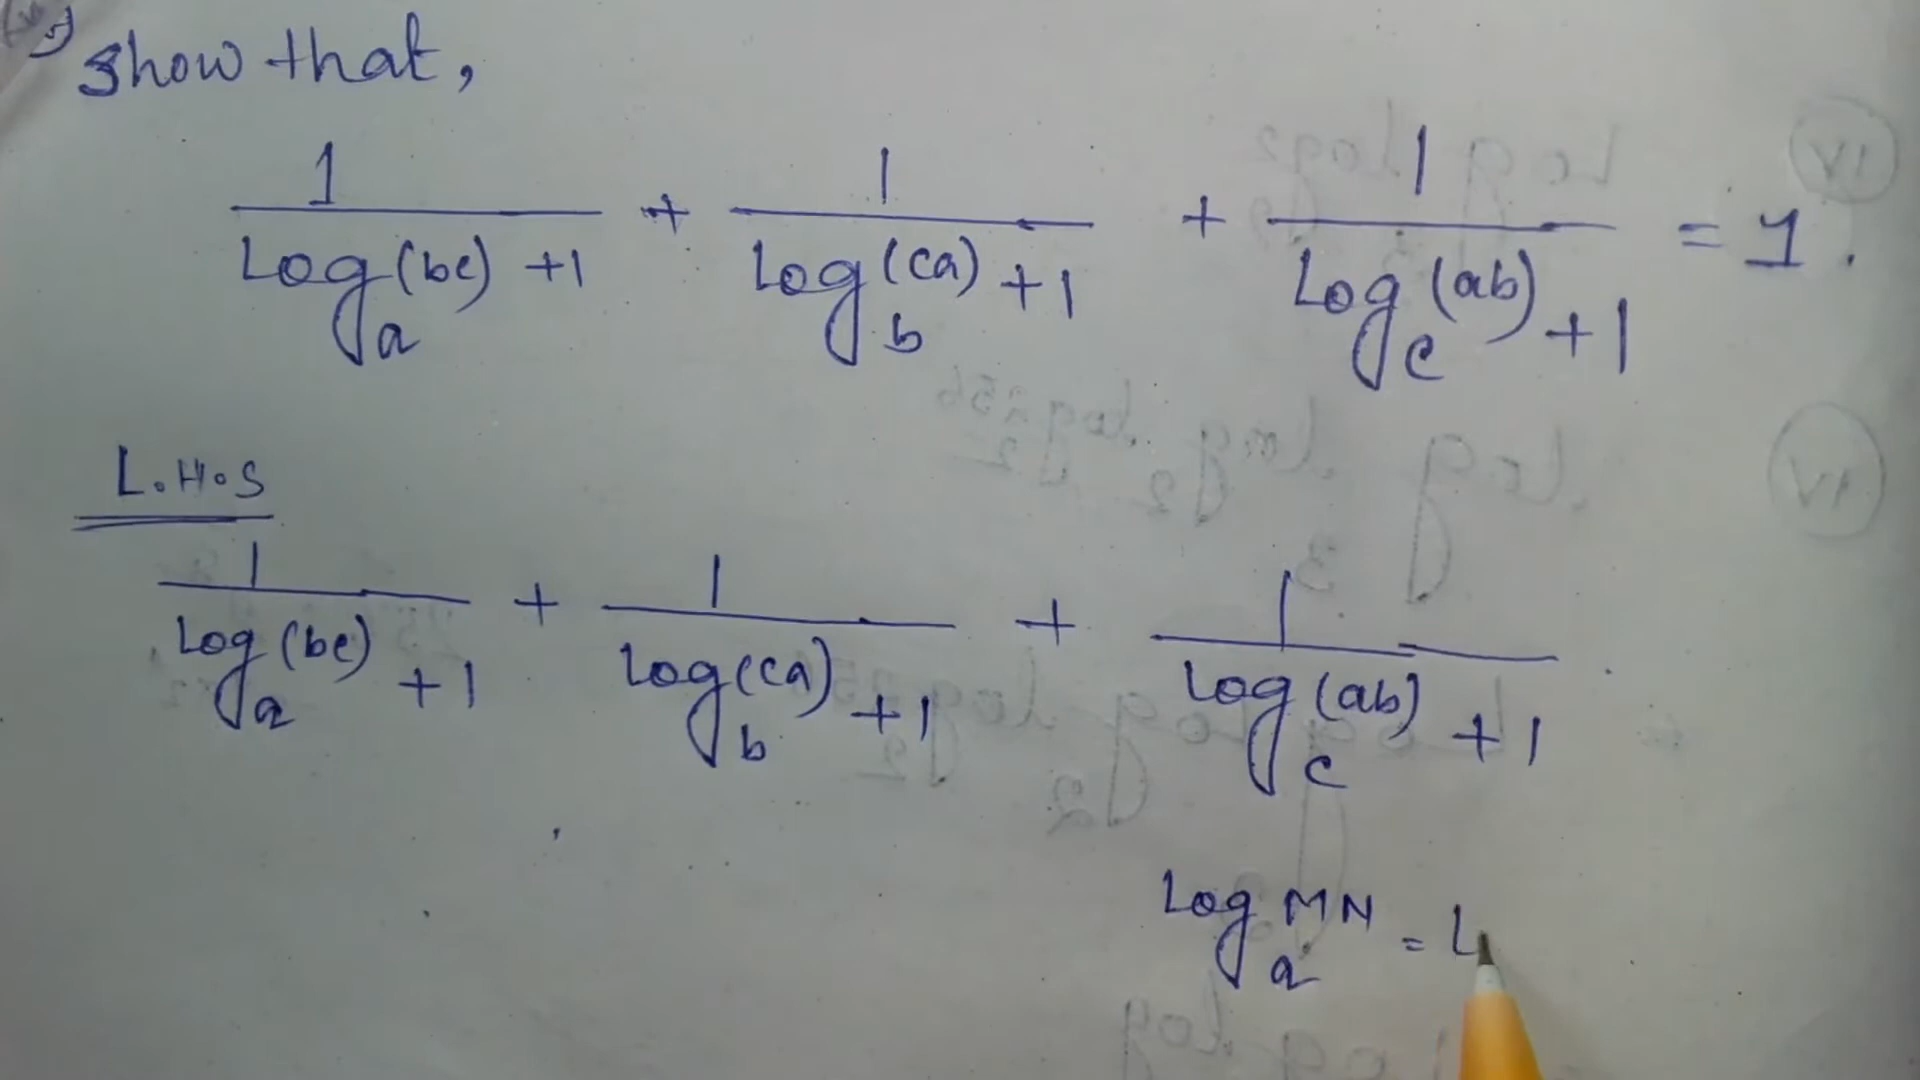 Show that,
1 / (Log_a (bc) + 1) + 1 / (Log_b (ca) + 1) + 1 / (Log_c (ab) + 1) = 1.
L.H.S
1 / (Log_a (bc) + 1) + 1 / (Log_b (ca) + 1) + 1 / (Log_c (ab) + 1)
Log_a MN = L